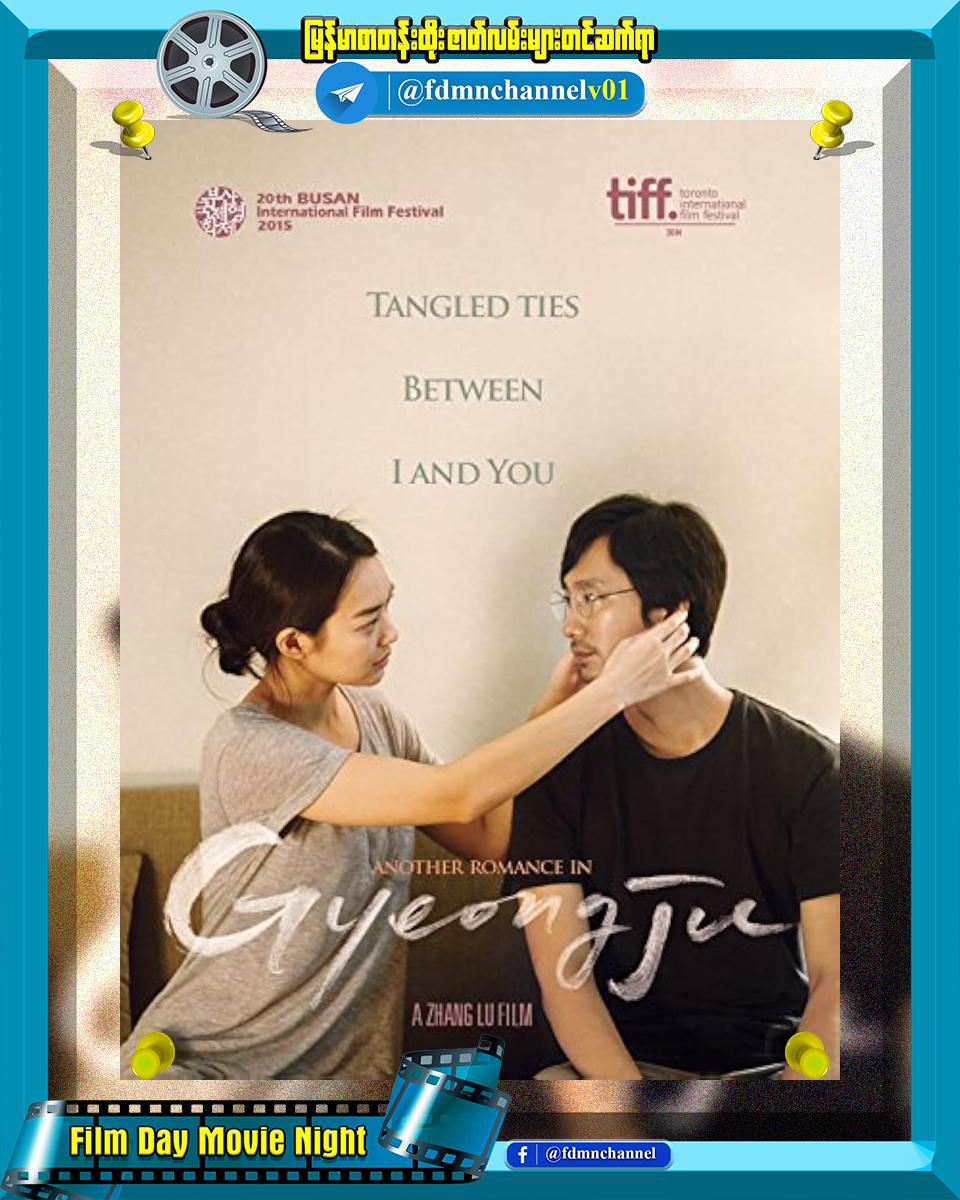 မြန်မာစာတန်းထိုးဇာတ်လမ်းများတင်ဆက်ရာ
@fdmnchannelv01
20th BUSAN
International Film Festival
2015
tiff.
toronto
international
film festival
TANGLED TIES
BETWEEN
I AND YOU
ANOTHER ROMANCE IN
GyeongJu
A ZHANG LU FILM
Film Day Movie Night
@fdmnchannel